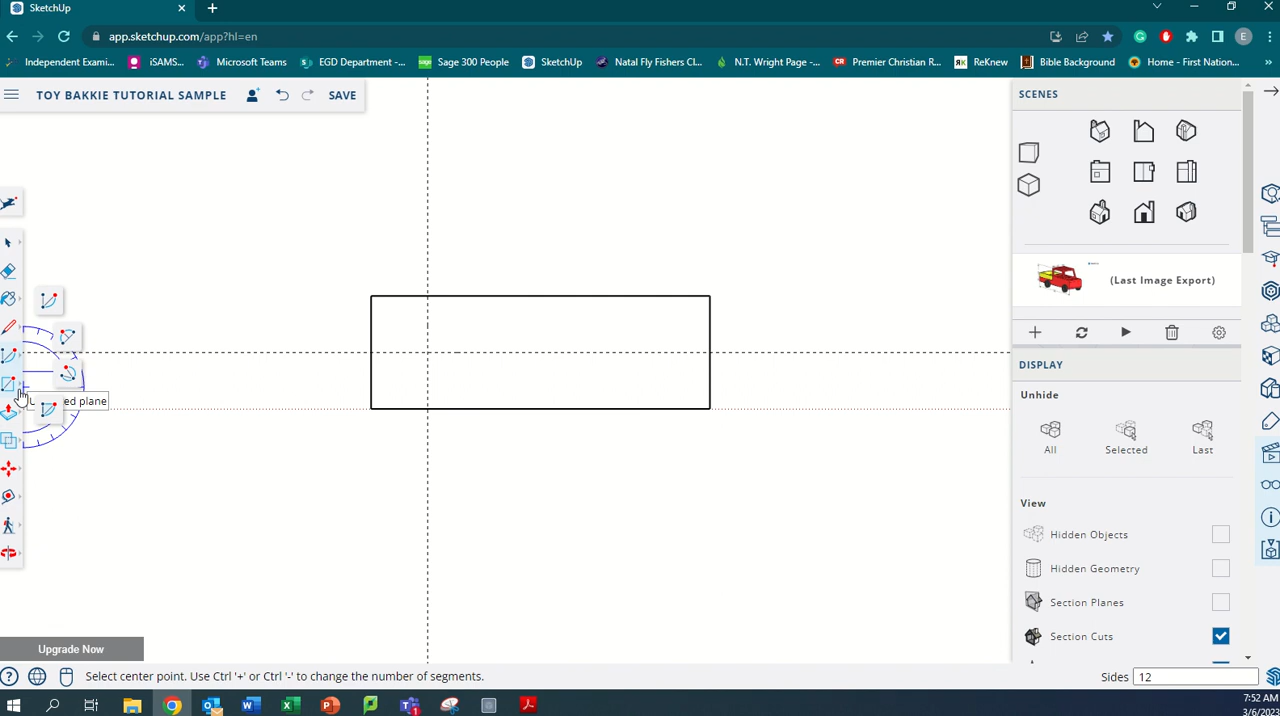 SketchUp
app.sketchup.com/app?hl=en
Independent Exami...
iSAMS...
Microsoft Teams
EGD Department -...
Sage 300 People
SketchUp
Natal Fly Fishers Cl...
N.T. Wright Page -...
Premier Christian R...
ReKnew
Bible Background
Home - First Nation...
TOY BAKKIE TUTORIAL SAMPLE
SAVE
SCENES
(Last Image Export)
DISPLAY
Unhide
All
Selected
Last
View
Hidden Objects
Hidden Geometry
Section Planes
Section Cuts
ed plane
Upgrade Now
Select center point. Use Ctrl '+' or Ctrl '-' to change the number of segments.
Sides
12
7:52 AM
3/6/2023